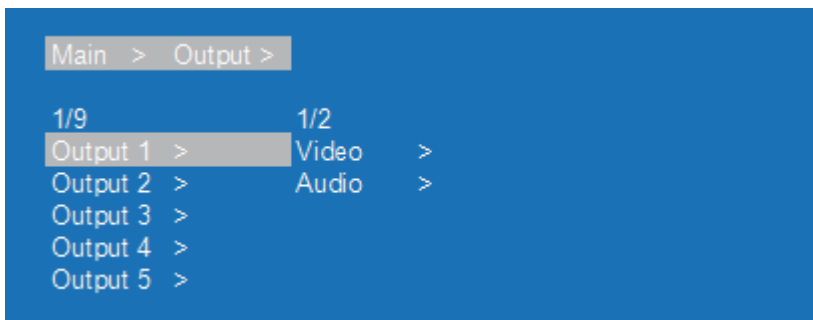 Main > Output >
1/9 1/2
Output 1 > Video >
Output 2 > Audio >
Output 3 >
Output 4 >
Output 5 >